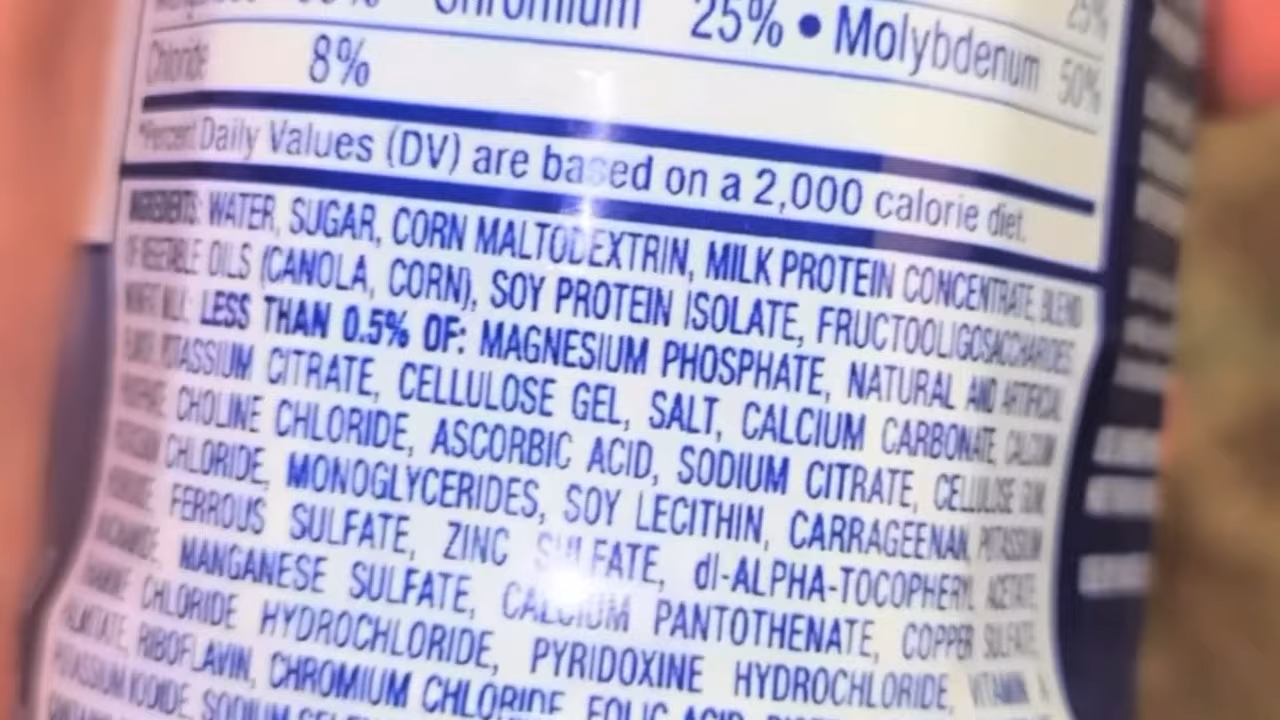 Chromium 25% • Molybdenum 50%
Chloride 8%
*Percent Daily Values (DV) are based on a 2,000 calorie diet.
INGREDIENTS: WATER, SUGAR, CORN MALTODEXTRIN, MILK PROTEIN CONCENTRATE, BLEND
OF VEGETABLE OILS (CANOLA, CORN), SOY PROTEIN ISOLATE, FRUCTOOLIGOSACCHARIDES,
LESS THAN 0.5% OF: MAGNESIUM PHOSPHATE, NATURAL AND ARTIFICIAL
POTASSIUM CITRATE, CELLULOSE GEL, SALT, CALCIUM CARBONATE, CALCIUM
CHOLINE CHLORIDE, ASCORBIC ACID, SODIUM CITRATE, CELLULOSE GUM,
CHLORIDE, MONOGLYCERIDES, SOY LECITHIN, CARRAGEENAN, POTASSIUM
FERROUS SULFATE, ZINC SULFATE, dl-ALPHA-TOCOPHERYL ACETATE,
MANGANESE SULFATE, CALCIUM PANTOTHENATE, COPPER SULFATE,
CHLORIDE HYDROCHLORIDE, PYRIDOXINE HYDROCHLORIDE, VITAMIN A
PALMITATE, RIBOFLAVIN, CHROMIUM CHLORIDE, FOLIC ACID,
POTASSIUM IODIDE, SODIUM